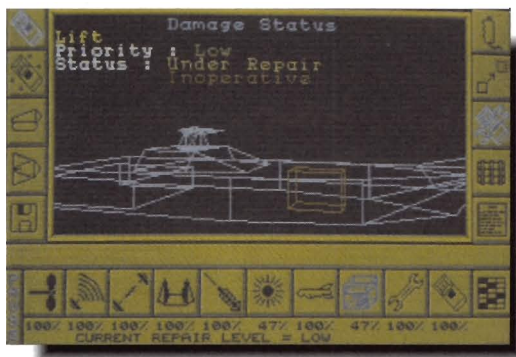 Damage Status
Lift
Priority : Low
Status : Under Repair
Inoperative
100% 100% 100% 100% 100% 47% 100% 47% 100% 100%
CURRENT REPAIR LEVEL = LOW